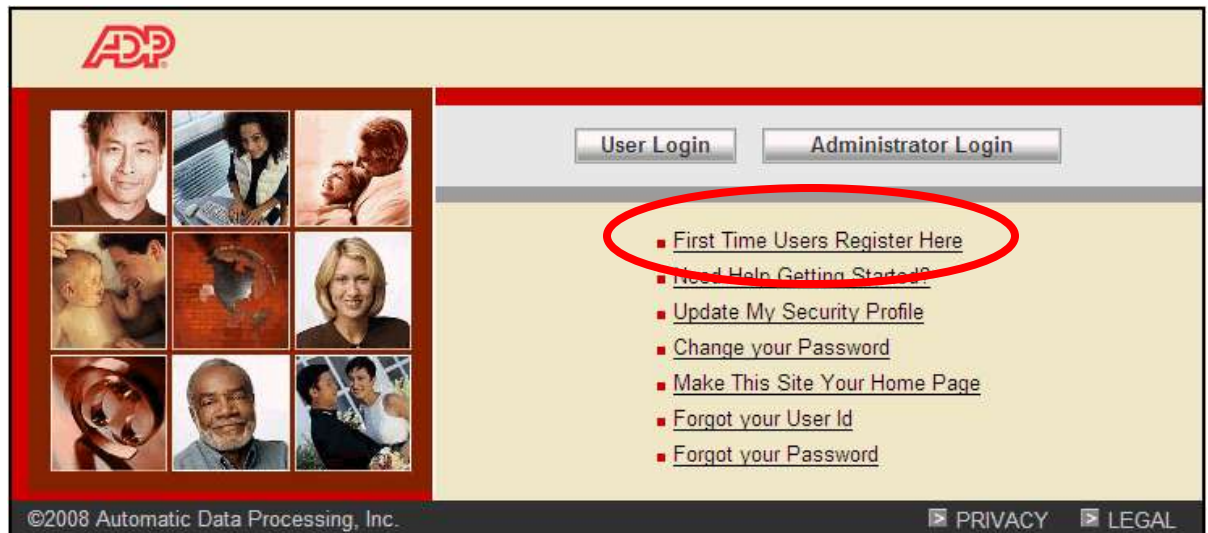 ADP
User Login Administrator Login
First Time Users Register Here
Need Help Getting Started?
Update My Security Profile
Change your Password
Make This Site Your Home Page
Forgot your User Id
Forgot your Password
©2008 Automatic Data Processing, Inc. PRIVACY LEGAL